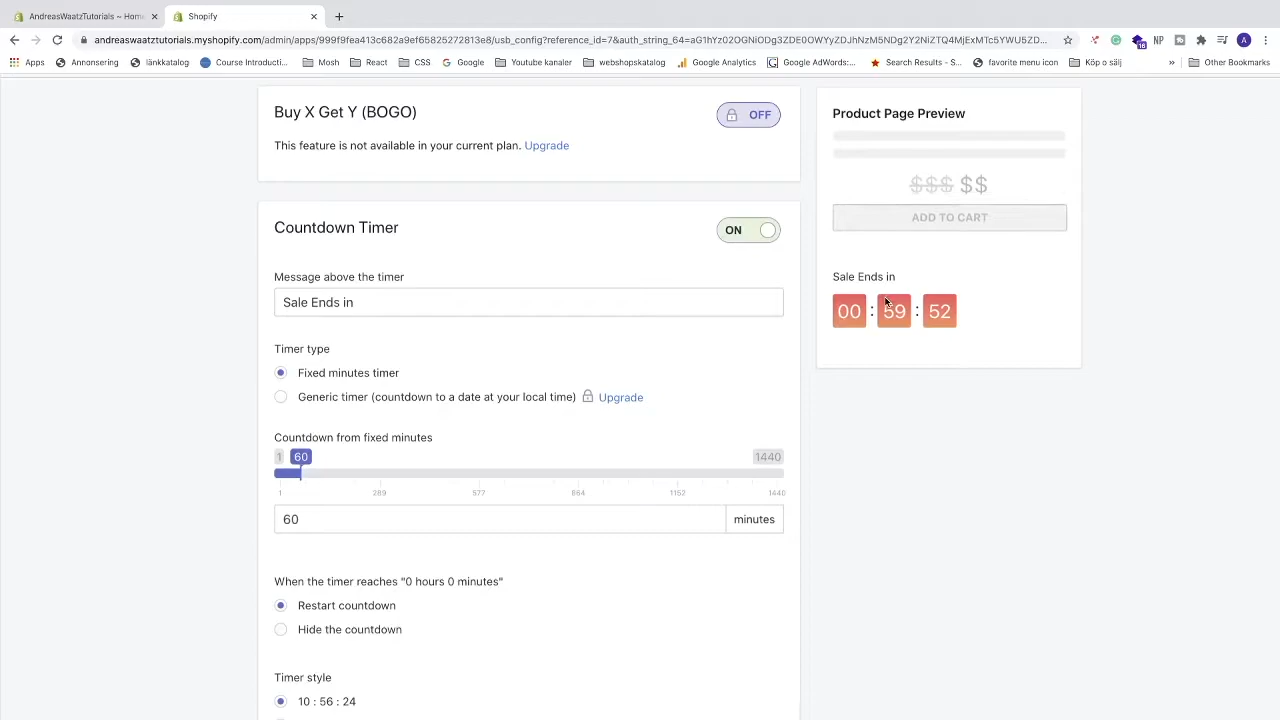 AndreasWaatzTutorials ~ Hom
Shopify
andreaswaatztutorials.myshopify.com/admin/apps/999f9fea413c682a9ef65825272813e8/usb_config?reference_id=7&auth_string_64=aG1hYz02OGNiODg3ZDE0OWYyZDJhNzM5NDg2Y2NiZTQ4MjExMTc5YWU5ZD...
NP
16
A
Apps
Annonsering
länkkatalog
Course Introducti...
Mosh
React
CSS
Google
Youtube kanaler
webshopskatalog
Google Analytics
Google AdWords:...
Search Results - S...
favorite menu icon
Köp o sälj
»
Other Bookmarks
Buy X Get Y (BOGO)
OFF
This feature is not available in your current plan. Upgrade
Countdown Timer
ON
Message above the timer
Sale Ends in
Timer type
Fixed minutes timer
Generic timer (countdown to a date at your local time) Upgrade
Countdown from fixed minutes
1 60 1440
1 289 577 864 1152 1440
60 minutes
When the timer reaches "0 hours 0 minutes"
Restart countdown
Hide the countdown
Timer style
10 : 56 : 24
Product Page Preview
$$$ $$
ADD TO CART
Sale Ends in
00 : 59 : 52